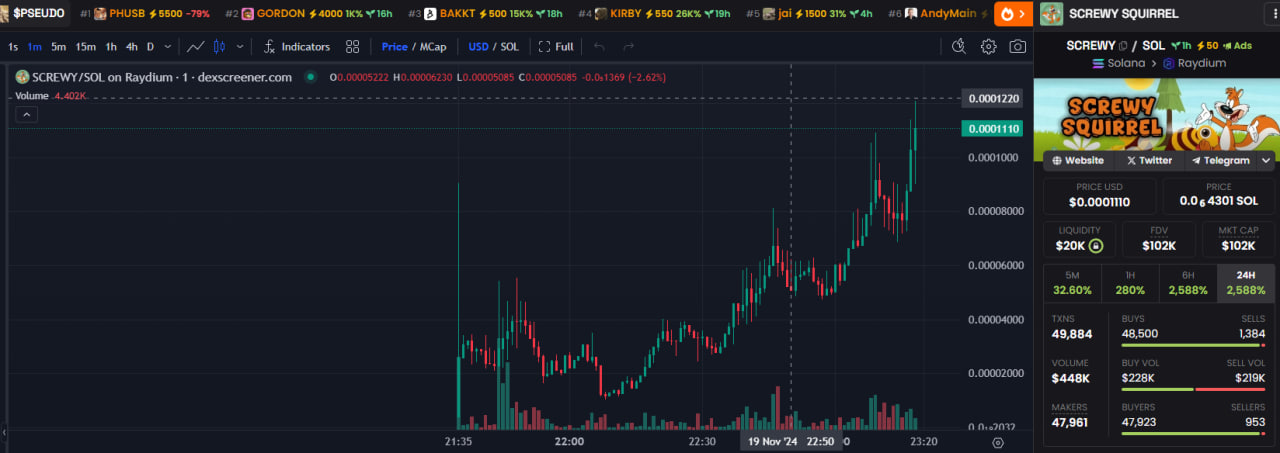 $PSEUDO #1 PHUSB ⚡5500 -79% #2 GORDON ⚡4000 1K% 16h #3 BAKKT ⚡500 15K% 18h #4 KIRBY ⚡550 26K% 19h #5 jai ⚡1500 31% 4h #6 AndyMain
1s 1m 5m 15m 1h 4h D Indicators Price / MCap USD / SOL Full
SCREWY/SOL on Raydium · 1 · dexscreener.com O0.00005222 H0.00006230 L0.00005085 C0.00005085 -0.0₅1369 (-2.62%)
Volume 4.402K
0.0001220
0.0001110
0.0001000
0.00008000
0.00006000
0.00004000
0.00002000
21:35 22:00 22:30 19 Nov '24 22:50 23:20
SCREWY SQUIRREL
SCREWY / SOL 1h ⚡50 Ads
Solana > Raydium
SCREWY
SQUIRREL
Website Twitter Telegram
PRICE USD
$0.0001110
PRICE
0.0₆4301 SOL
LIQUIDITY
$20K
FDV
$102K
MKT CAP
$102K
5M
32.60%
1H
280%
6H
2,588%
24H
2,588%
TXNS
49,884
BUYS
48,500
SELLS
1,384
VOLUME
$448K
BUY VOL
$228K
SELL VOL
$219K
MAKERS
47,961
BUYERS
47,923
SELLERS
953